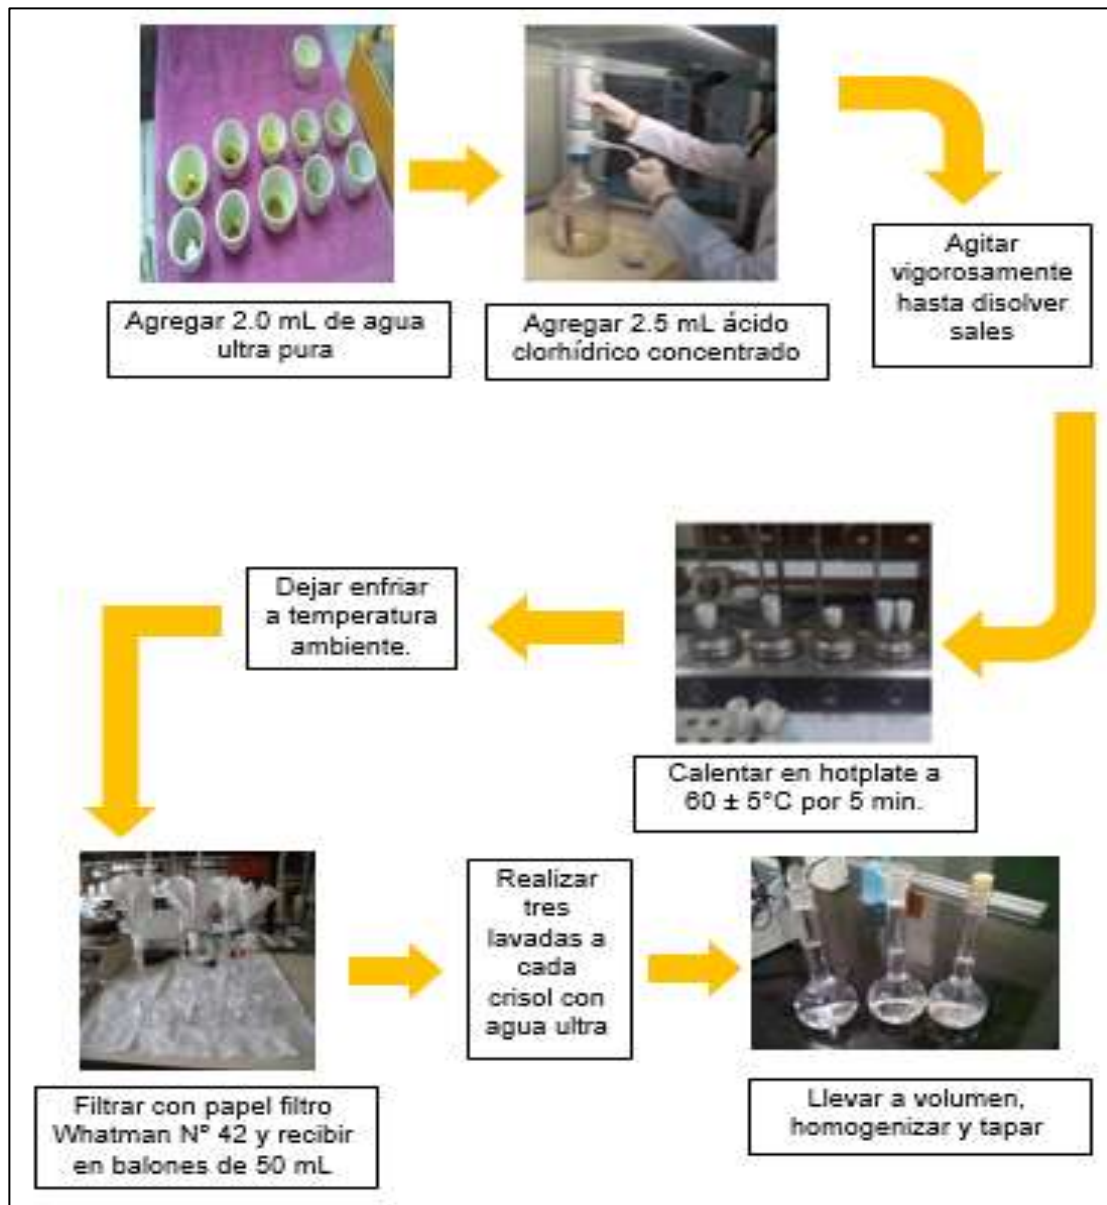 Agregar 2.0 mL de agua
ultra pura
Agregar 2.5 mL ácido
clorhídrico concentrado
Agitar
vigorosamente
hasta disolver
sales
Calentar en hotplate a
60 ± 5°C por 5 min.
Dejar enfriar
a temperatura
ambiente.
Filtrar con papel filtro
Whatman N° 42 y recibir
en balones de 50 mL
Realizar
tres
lavadas a
cada
crisol con
agua ultra
Llevar a volumen,
homogenizar y tapar